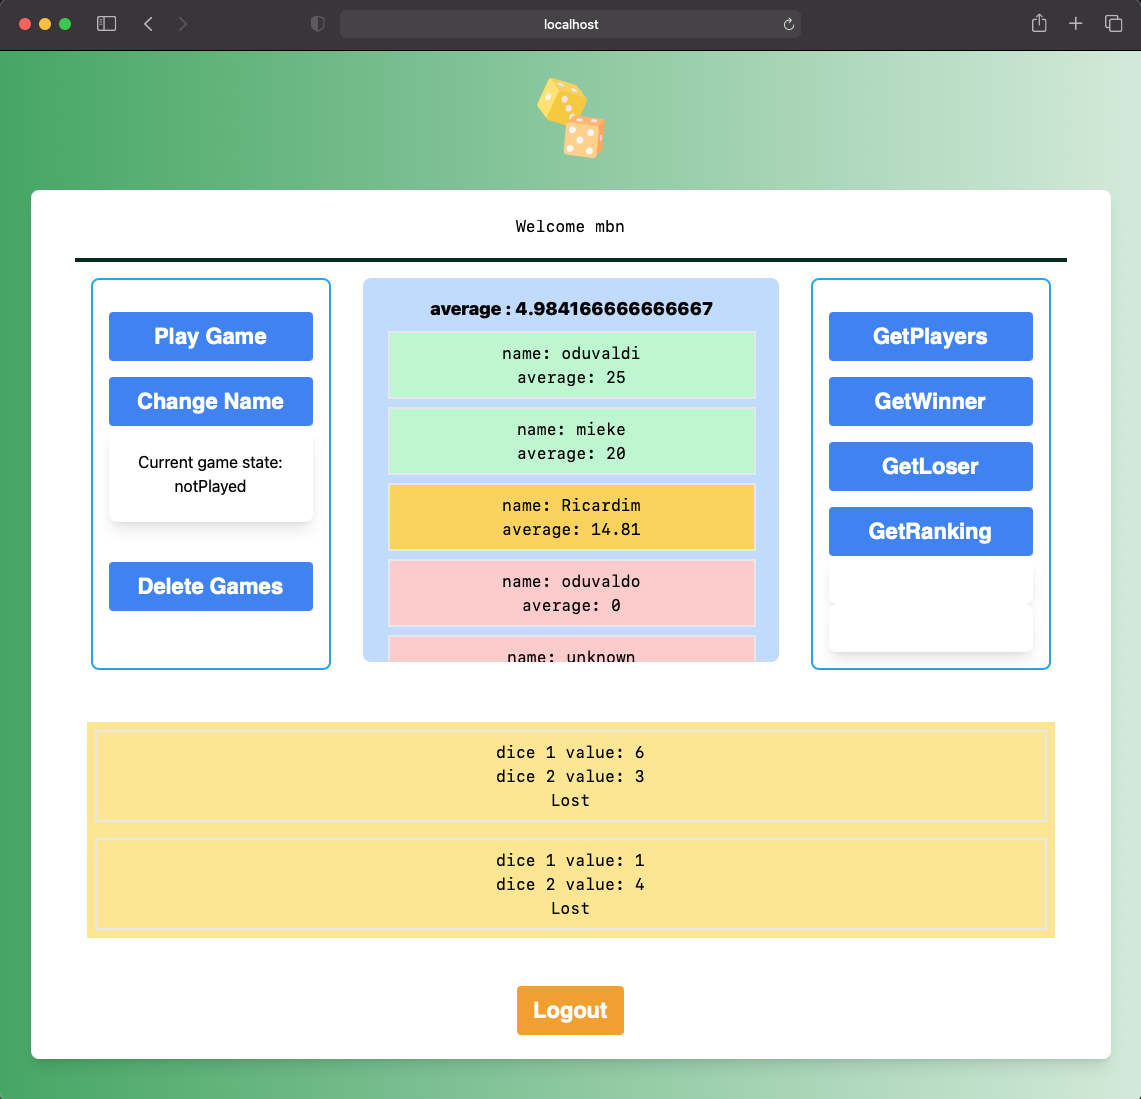 localhost
Welcome mbn
Play Game
Change Name
Current game state:
notPlayed
Delete Games
average : 4.984166666666667
name: oduvaldi
average: 25
name: mieke
average: 20
name: Ricardim
average: 14.81
name: oduvaldo
average: 0
name: unknown
GetPlayers
GetWinner
GetLoser
GetRanking
dice 1 value: 6
dice 2 value: 3
Lost
dice 1 value: 1
dice 2 value: 4
Lost
Logout